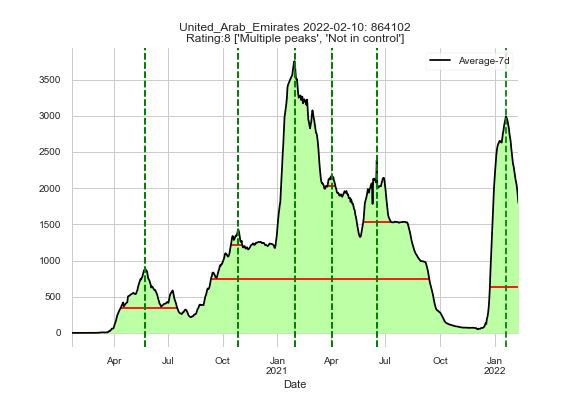 United_Arab_Emirates 2022-02-10: 864102
Rating:8 ['Multiple peaks', 'Not in control']
Average-7d
3500
3000
2500
2000
1500
1000
500
0
Apr Jul Oct Jan Apr Jul Oct Jan
2021 2022
Date